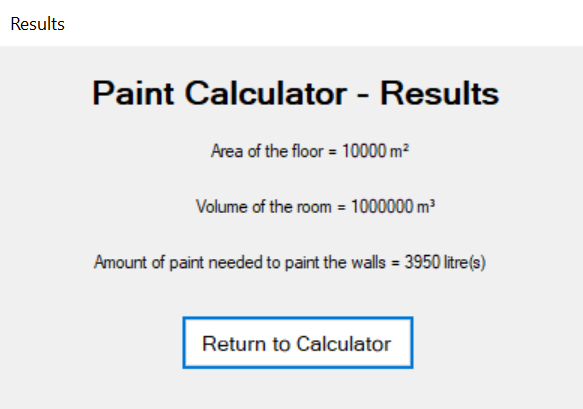 Results
Paint Calculator - Results
Area of the floor = 10000 m²
Volume of the room = 1000000 m³
Amount of paint needed to paint the walls = 3950 litre(s)
Return to Calculator